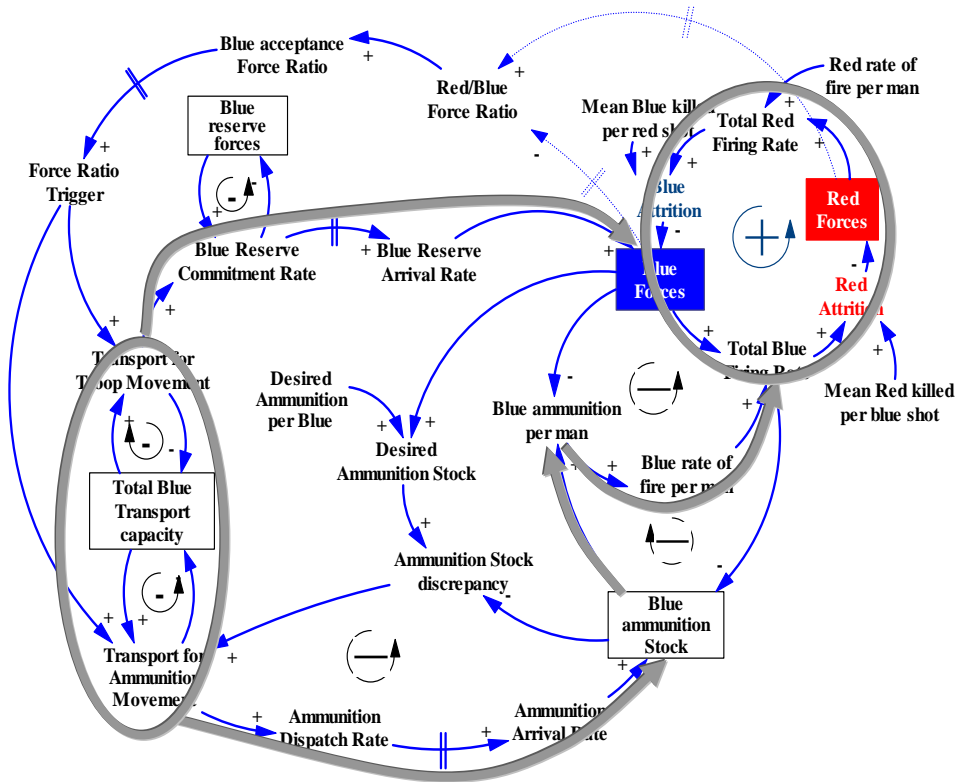 Blue acceptance
Force Ratio
+
Red/Blue
Force Ratio
+
-
Red rate of
fire per man
+
Mean Blue killed
per red shot
+
Total Red
Firing Rate
+
+
Blue
reserve
forces
-
-
+
Force Ratio
Trigger
+
Blue
Attrition
-
+
Red
Forces
-
Red
Attrition
+
+
Blue Reserve
Commitment Rate
+
+
Blue Reserve
Arrival Rate
+
Blue
Forces
+
Total Blue
Firing Rate
+
Mean Red killed
per blue shot
+
Transport for
Troop Movement
+
-
-
Desired
Ammunition
per Blue
+
+
Desired
Ammunition Stock
-
Blue ammunition
per man
+
+
Blue rate of
fire per man
+
Total Blue
Transport
capacity
-
+
+
Ammunition Stock
discrepancy
+
-
-
Blue
ammunition
Stock
+
Transport for
Ammunition
Movement
+
+
Ammunition
Dispatch Rate
+
Ammunition
Arrival Rate